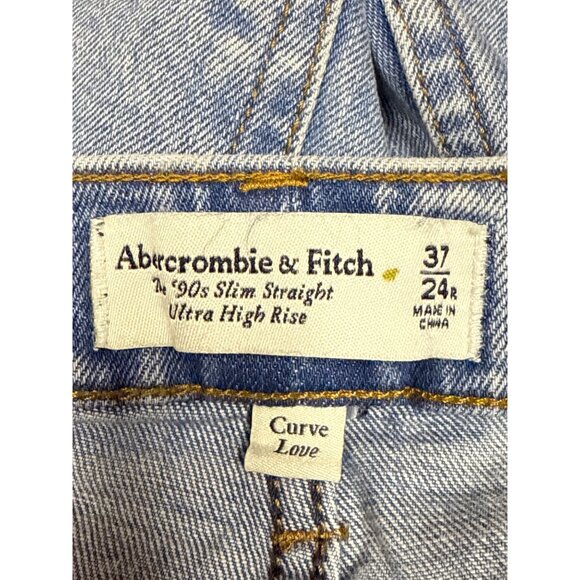 Abercrombie & Fitch
The '90s Slim Straight
Ultra High Rise
37
24R
MADE IN
CHINA
Curve
Love